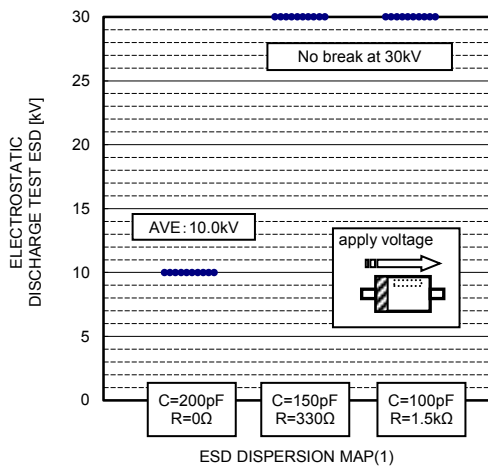 ELECTROSTATIC
DISCHARGE TEST ESD [kV]
30
25
20
15
10
5
0
No break at 30kV
AVE：10.0kV
apply voltage
C=200pF
R=0Ω
C=150pF
R=330Ω
C=100pF
R=1.5kΩ
ESD DISPERSION MAP(1)